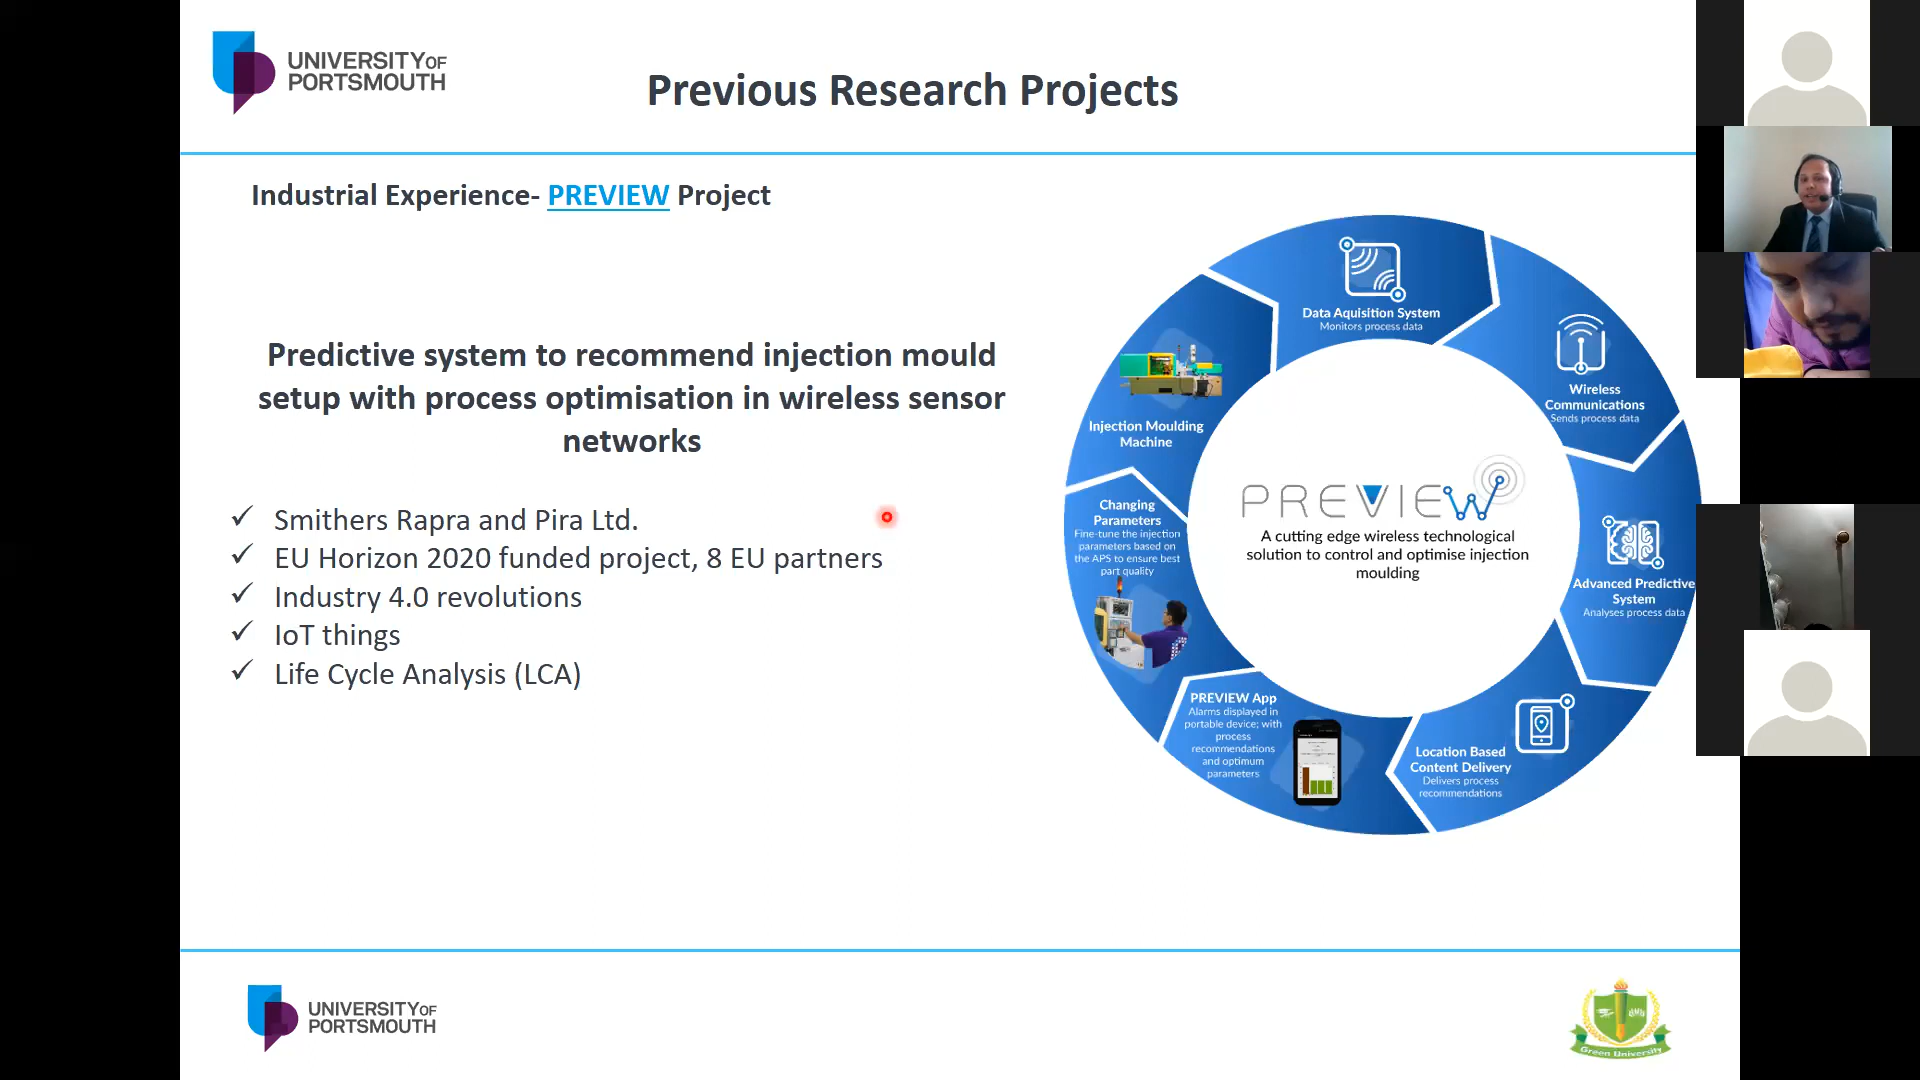 UNIVERSITY OF
PORTSMOUTH
Previous Research Projects
Industrial Experience- PREVIEW Project
Predictive system to recommend injection mould
setup with process optimisation in wireless sensor
networks
✓ Smithers Rapra and Pira Ltd.
✓ EU Horizon 2020 funded project, 8 EU partners
✓ Industry 4.0 revolutions
✓ IoT things
✓ Life Cycle Analysis (LCA)
Data Aquisition System
Monitors process data
Wireless
Communications
Sends process data
Advanced Predictive
System
Analyses process data
Location Based
Content Delivery
Delivers process
recommendations
PREVIEW App
Alarms displayed in
portable device; with
process
recommendations
and optimum
parameters
Changing
Parameters
Fine-tune the injection
parameters based on
the APS to ensure best
part quality
Injection Moulding
Machine
PREVIEW
A cutting edge wireless technological
solution to control and optimise injection
moulding
UNIVERSITY OF
PORTSMOUTH
Green University